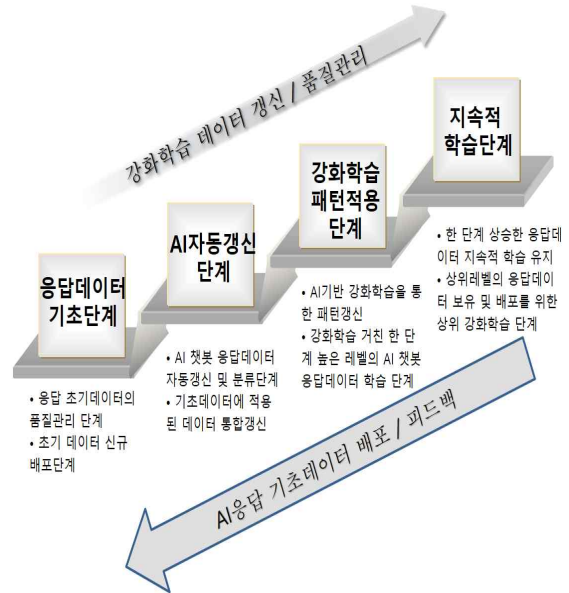 강화학습 데이터 갱신 / 품질관리
지속적
학습단계
강화학습
패턴적용
단계
AI자동갱신
단계
응답데이터
기초단계
• 한 단계 상승한 응답데
이터 지속적 학습 유지
• 상위레벨의 응답데이
터 보유 및 배포를 위한
상위 강화학습 단계
• AI기반 강화학습을 통
한 패턴갱신
• 강화학습 거친 한 단
계 높은 레벨의 AI 챗봇
응답데이터 학습 단계
• AI 챗봇 응답데이터
자동갱신 및 분류단계
• 기초데이터에 적용
된 데이터 통합갱신
• 응답 초기데이터의
품질관리 단계
• 초기 데이터 신규
배포단계
AI응답 기초데이터 배포 / 피드백